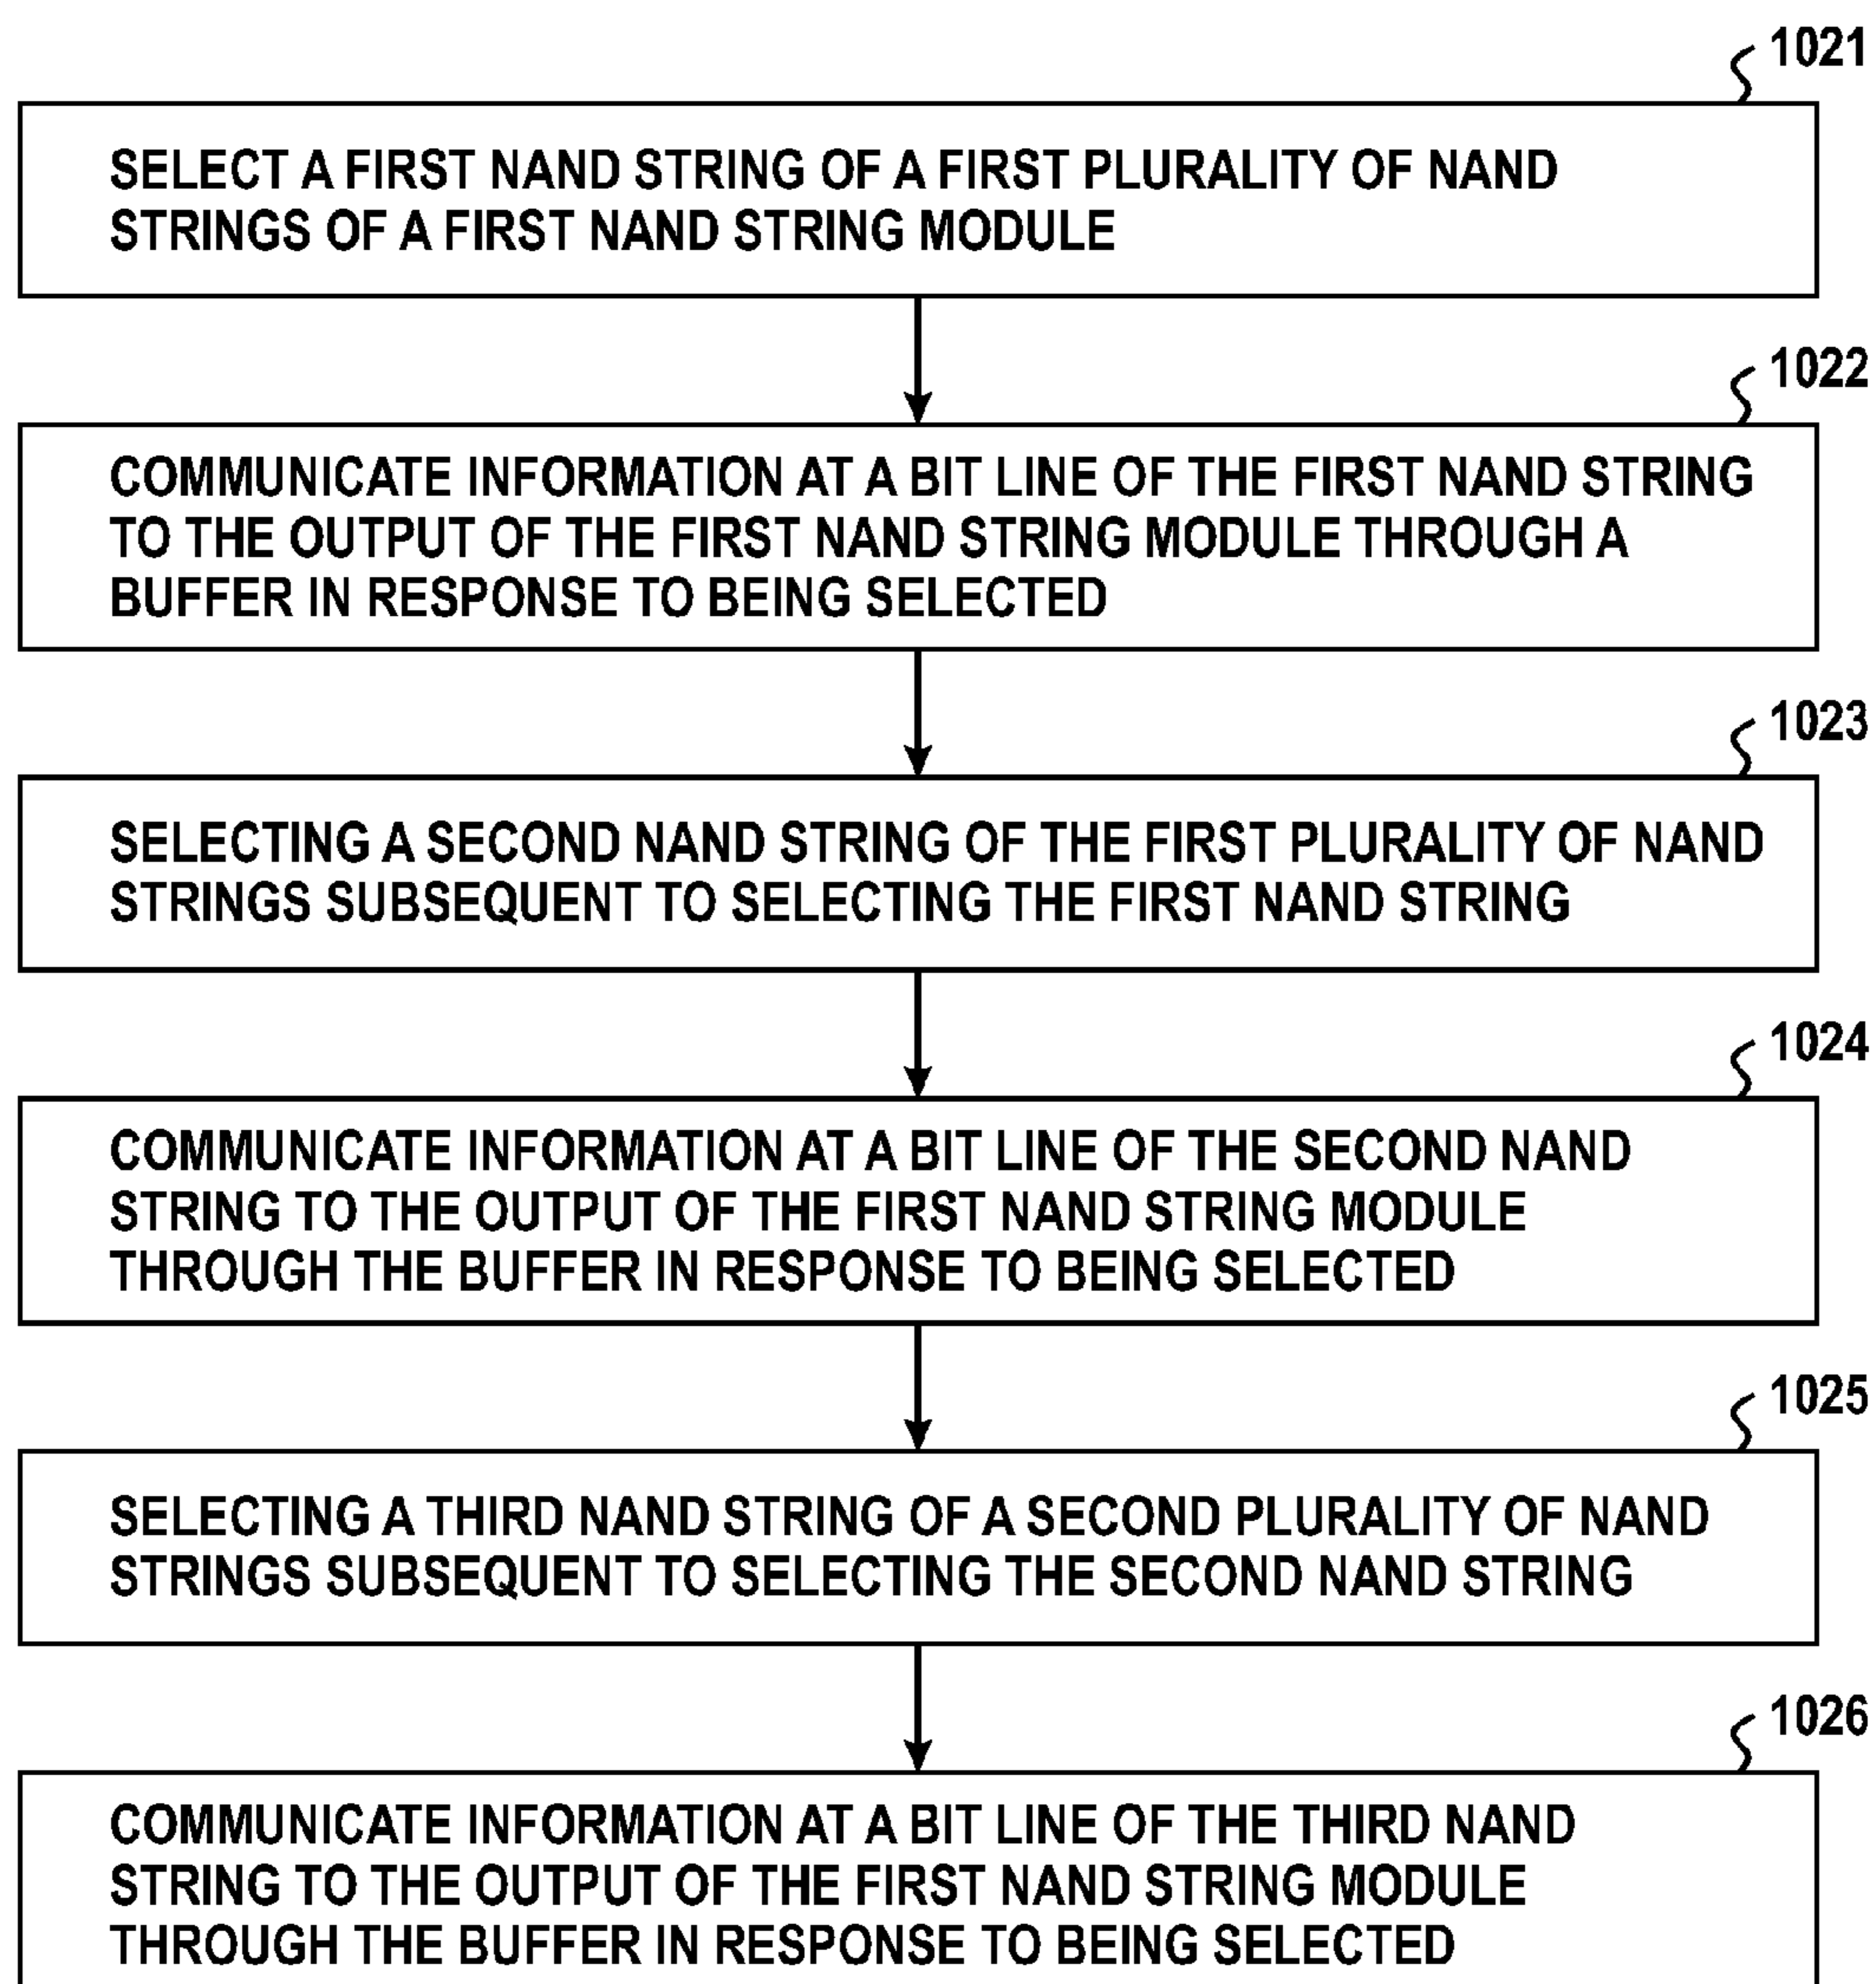 1021
SELECT A FIRST NAND STRING OF A FIRST PLURALITY OF NAND
STRINGS OF A FIRST NAND STRING MODULE
1022
COMMUNICATE INFORMATION AT A BIT LINE OF THE FIRST NAND STRING
TO THE OUTPUT OF THE FIRST NAND STRING MODULE THROUGH A
BUFFER IN RESPONSE TO BEING SELECTED
1023
SELECTING A SECOND NAND STRING OF THE FIRST PLURALITY OF NAND
STRINGS SUBSEQUENT TO SELECTING THE FIRST NAND STRING
1024
COMMUNICATE INFORMATION AT A BIT LINE OF THE SECOND NAND
STRING TO THE OUTPUT OF THE FIRST NAND STRING MODULE
THROUGH THE BUFFER IN RESPONSE TO BEING SELECTED
1025
SELECTING A THIRD NAND STRING OF A SECOND PLURALITY OF NAND
STRINGS SUBSEQUENT TO SELECTING THE SECOND NAND STRING
1026
COMMUNICATE INFORMATION AT A BIT LINE OF THE THIRD NAND
STRING TO THE OUTPUT OF THE FIRST NAND STRING MODULE
THROUGH THE BUFFER IN RESPONSE TO BEING SELECTED